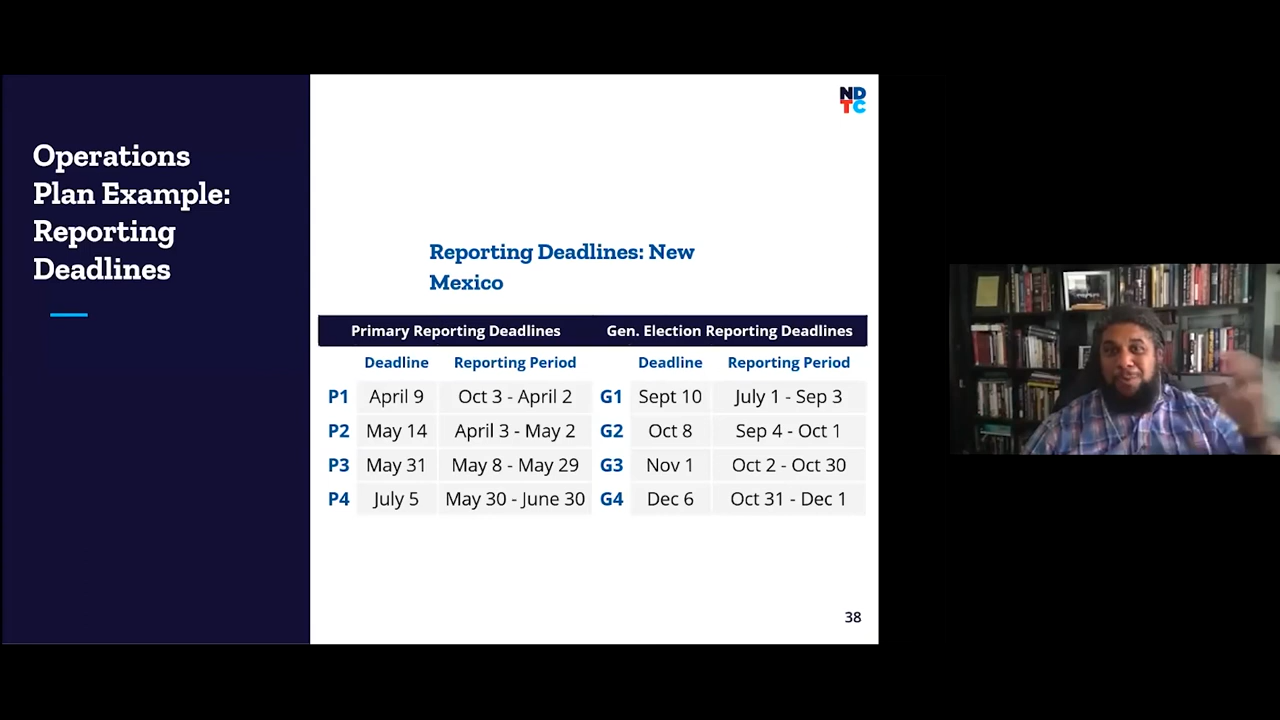 Operations
Plan Example:
Reporting
Deadlines
ND
TC
Reporting Deadlines: New
Mexico
Primary Reporting Deadlines Gen. Election Reporting Deadlines
Deadline Reporting Period Deadline Reporting Period
P1 April 9 Oct 3 - April 2 G1 Sept 10 July 1 - Sep 3
P2 May 14 April 3 - May 2 G2 Oct 8 Sep 4 - Oct 1
P3 May 31 May 8 - May 29 G3 Nov 1 Oct 2 - Oct 30
P4 July 5 May 30 - June 30 G4 Dec 6 Oct 31 - Dec 1
38